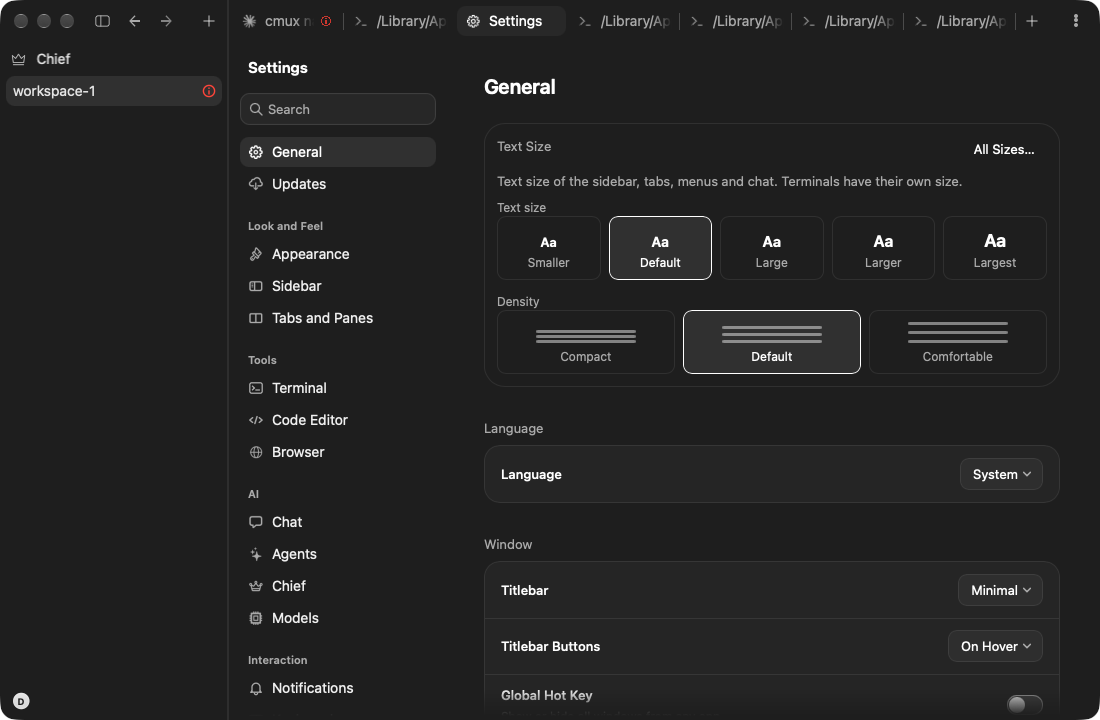 cmux
/Library/Ap
Settings
/Library/Ap
/Library/Ap
/Library/Ap
/Library/Ap
Chief
workspace-1
D
Settings
Search
General
Updates
Look and Feel
Appearance
Sidebar
Tabs and Panes
Tools
Terminal
Code Editor
Browser
AI
Chat
Agents
Chief
Models
Interaction
Notifications
General
Text Size
All Sizes...
Text size of the sidebar, tabs, menus and chat. Terminals have their own size.
Text size
Aa
Smaller
Aa
Default
Aa
Large
Aa
Larger
Aa
Largest
Density
Compact
Default
Comfortable
Language
Language
System
Window
Titlebar
Minimal
Titlebar Buttons
On Hover
Global Hot Key